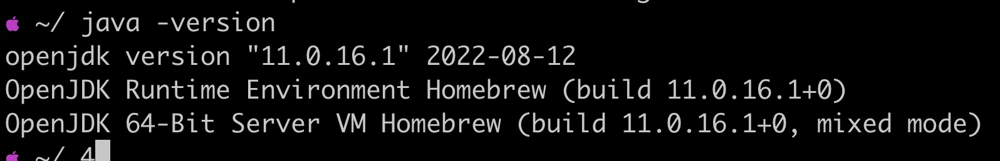 ~/ java -version
openjdk version "11.0.16.1" 2022-08-12
OpenJDK Runtime Environment Homebrew (build 11.0.16.1+0)
OpenJDK 64-Bit Server VM Homebrew (build 11.0.16.1+0, mixed mode)
~/ 4